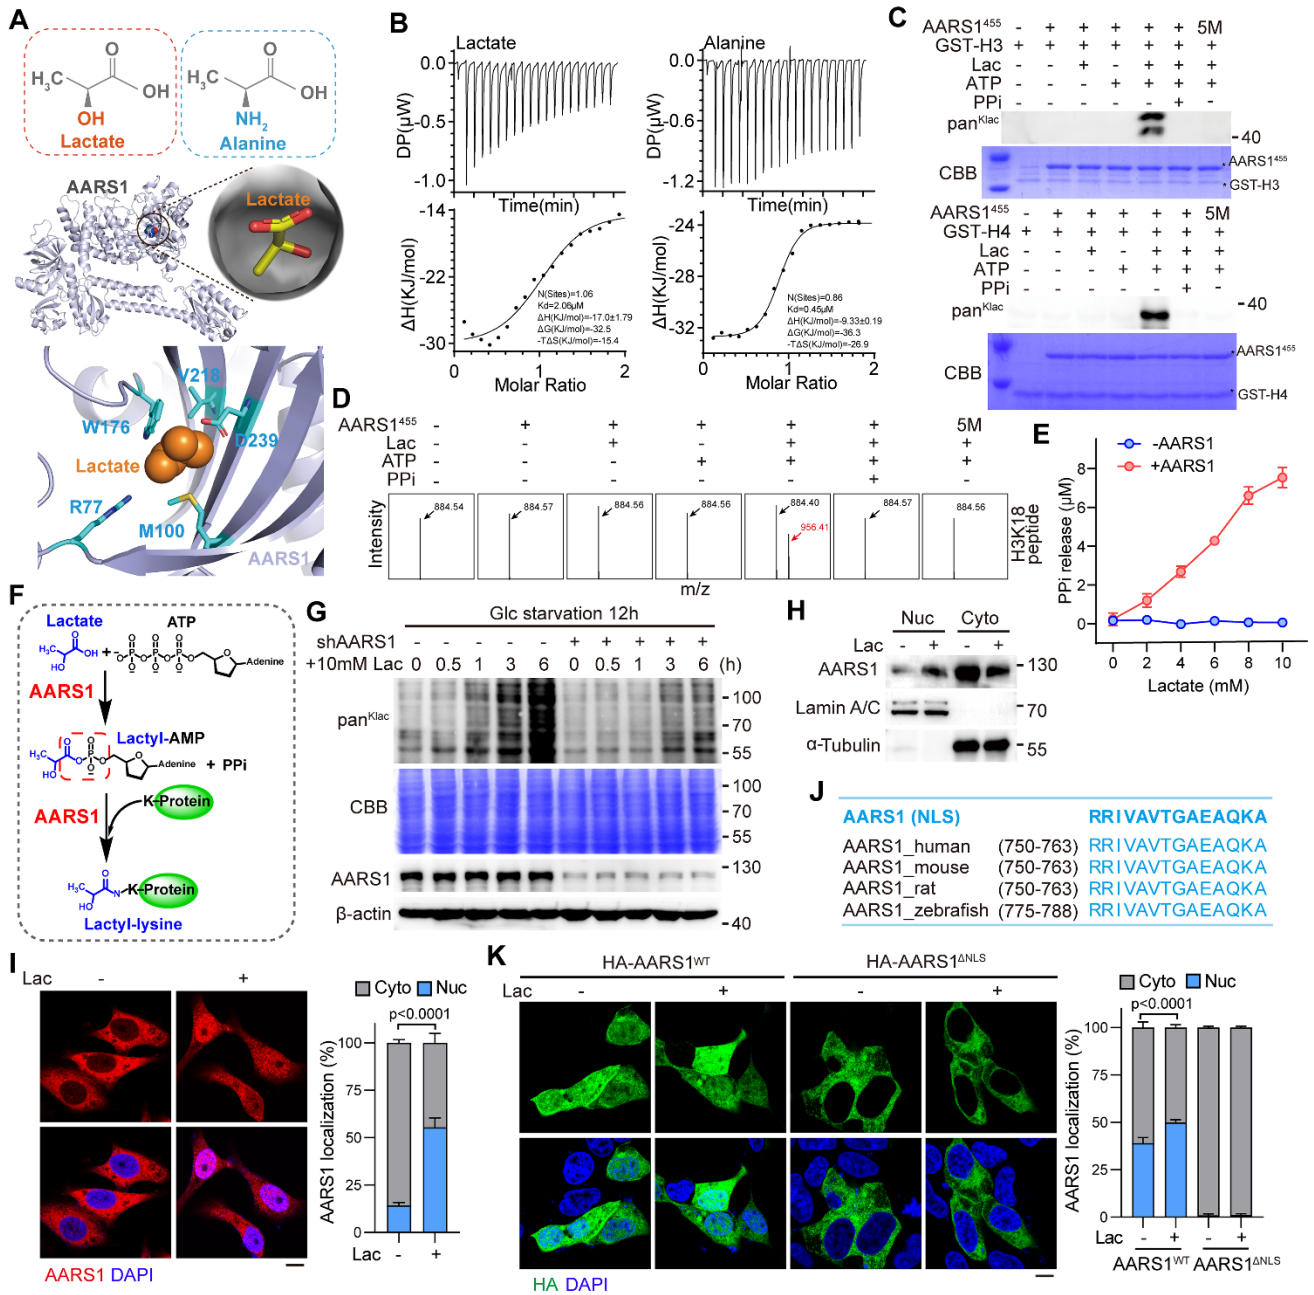 A
O
H₃C
OH
OH
Lactate
O
H₃C
OH
NH₂
Alanine
AARS1
Lactate
W176
V218
D239
Lactate
R77
M100
AARS1
B
Lactate
0.0
-0.5
-1.0
DP(µW)
Time(min)
-14
-22
-26
-30
ΔH(KJ/mol)
N(Sites)=1.06
Kd=2.06µM
ΔH(KJ/mol)=-17.0±1.79
ΔG(KJ/mol)=-32.5
-TΔS(KJ/mol)=-15.4
0 1 2
Molar Ratio
Alanine
0.0
-0.6
-1.2
DP(µW)
Time(min)
-24
-28
-32
ΔH(KJ/mol)
N(Sites)=0.86
Kd=0.45µM
ΔH(KJ/mol)=-9.33±0.19
ΔG(KJ/mol)=-36.3
-TΔS(KJ/mol)=-26.9
0 1 2
Molar Ratio
C
AARS1⁴⁵⁵ - + + + + + 5M
GST-H3 + + + + + + +
Lac - - + - + + +
ATP - - - + + + +
PPi - - - - - + -
panᴷˡᵃᶜ
40
CBB
*AARS1⁴⁵⁵
*GST-H3
AARS1⁴⁵⁵ - + + + + + 5M
GST-H4 + + + + + + +
Lac - - + - + + +
ATP - - - + + + +
PPi - - - - - + -
panᴷˡᵃᶜ
40
CBB
*AARS1⁴⁵⁵
*GST-H4
D
AARS1⁴⁵⁵ - + + + + + 5M
Lac - - + - + + +
ATP - - - + + + +
PPi - - - - - + -
Intensity
884.54
884.57
884.56
884.56
884.40
956.41
884.57
884.56
H3K18 peptide
m/z
E
-AARS1
+AARS1
8
6
4
2
0
PPi release (µM)
0 2 4 6 8 10
Lactate (mM)
F
Lactate
ATP
Adenine
AARS1
Lactyl-AMP
Adenine
+ PPi
AARS1
K-Protein
K-Protein
Lactyl-lysine
G
Glc starvation 12h
shAARS1 - - - - - + + + + +
+10mM Lac 0 0.5 1 3 6 0 0.5 1 3 6 (h)
panᴷˡᵃᶜ
100
70
55
CBB
100
70
55
AARS1
130
β-actin
40
H
Nuc Cyto
Lac - + - +
AARS1
130
Lamin A/C
70
α-Tubulin
55
J
AARS1 (NLS) RRIVAVTGAEAQKA
AARS1_human (750-763) RRIVAVTGAEAQKA
AARS1_mouse (750-763) RRIVAVTGAEAQKA
AARS1_rat (750-763) RRIVAVTGAEAQKA
AARS1_zebrafish (775-788) RRIVAVTGAEAQKA
I
Lac - +
AARS1 DAPI
Cyto Nuc
p<0.0001
100
75
50
25
0
AARS1 localization (%)
Lac - +
K
HA-AARS1ᵂᵀ HA-AARS1ᐃᴺᴸˢ
Lac - + - +
HA DAPI
Cyto Nuc
p<0.0001
100
75
50
25
0
AARS1 localization (%)
- + - + Lac
AARS1ᵂᵀ AARS1ᐃᴺᴸˢ